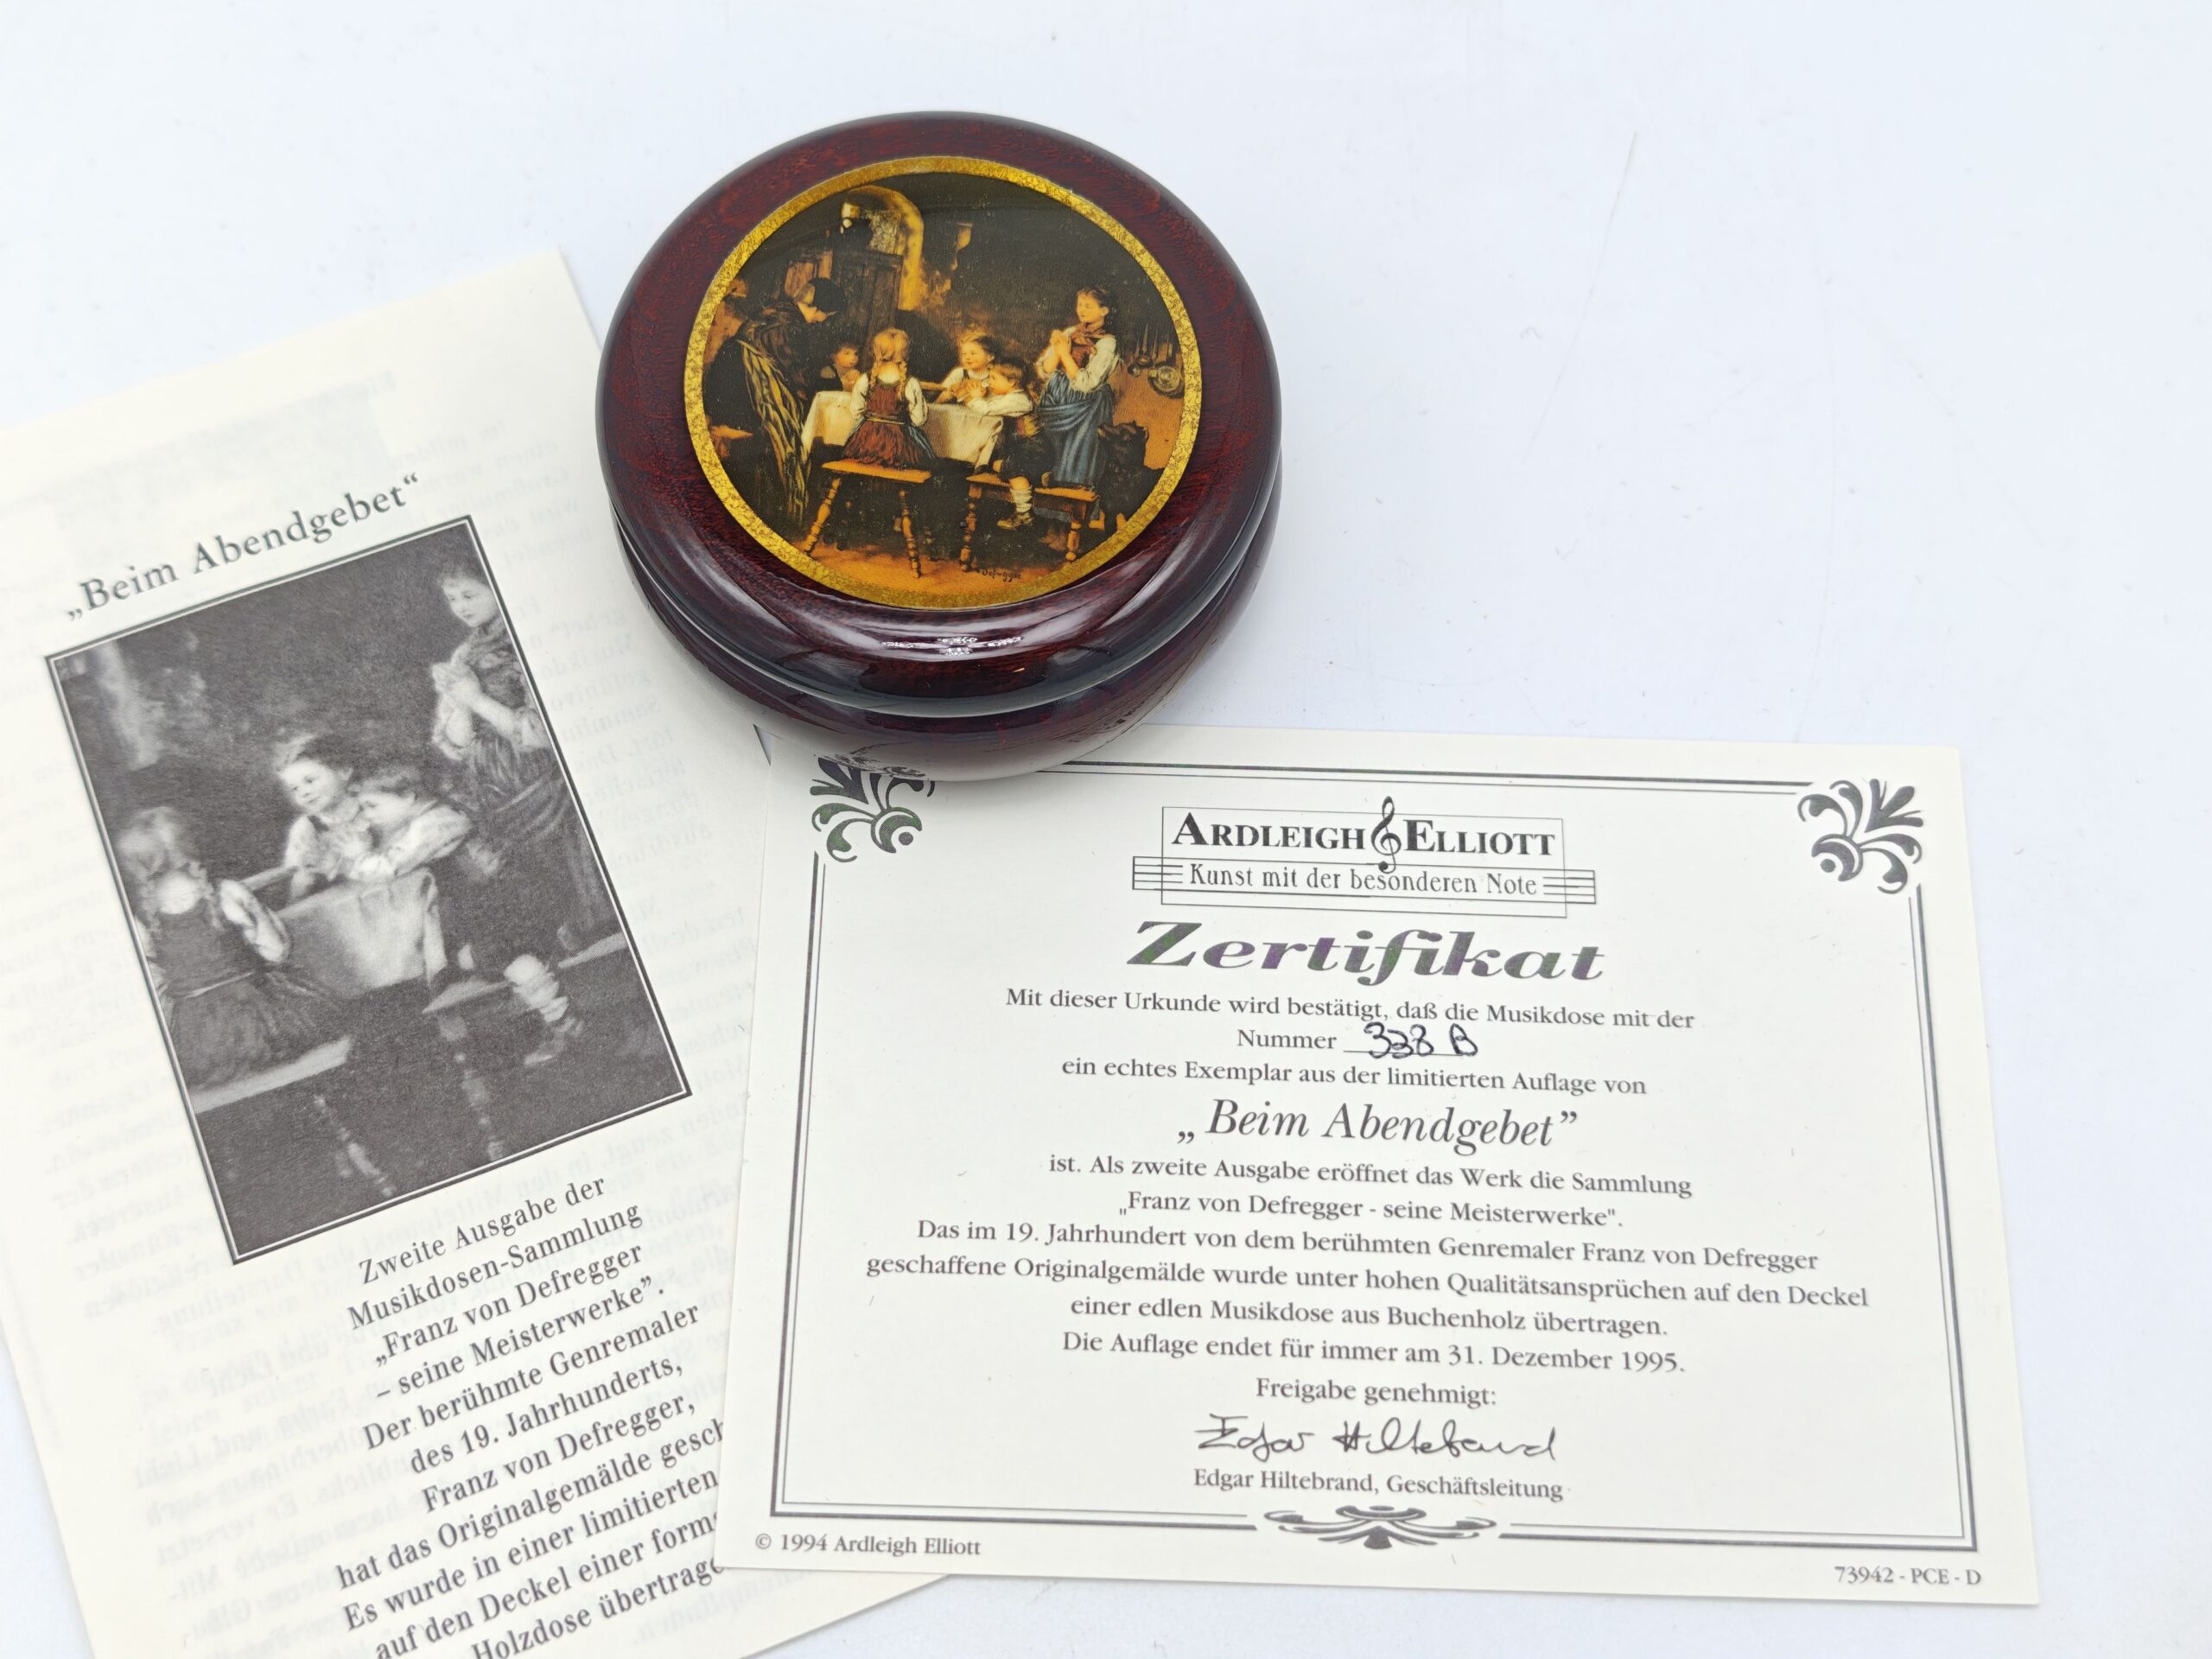 „Beim Abendgebet“
Zweite Ausgabe der
Musikdosen-Sammlung
„Franz von Defregger
– seine Meisterwerke”.
Der berühmte Genremaler
des 19. Jahrhunderts,
Franz von Defregger,
hat das Originalgemälde gesch
Es wurde in einer limitierten
auf den Deckel einer form
Holzdose übertrage
Defregger
ARDLEIGH ELLIOTT
Kunst mit der besonderen Note
Zertifikat
Mit dieser Urkunde wird bestätigt, daß die Musikdose mit der
Nummer 338 B
ein echtes Exemplar aus der limitierten Auflage von
„Beim Abendgebet”
ist. Als zweite Ausgabe eröffnet das Werk die Sammlung
"Franz von Defregger - seine Meisterwerke".
Das im 19. Jahrhundert von dem berühmten Genremaler Franz von Defregger
geschaffene Originalgemälde wurde unter hohen Qualitätsansprüchen auf den Deckel
einer edlen Musikdose aus Buchenholz übertragen.
Die Auflage endet für immer am 31. Dezember 1995.
Freigabe genehmigt:
Edgar Hiltebrand
Edgar Hiltebrand, Geschäftsleitung
© 1994 Ardleigh Elliott
73942 - PCE - D